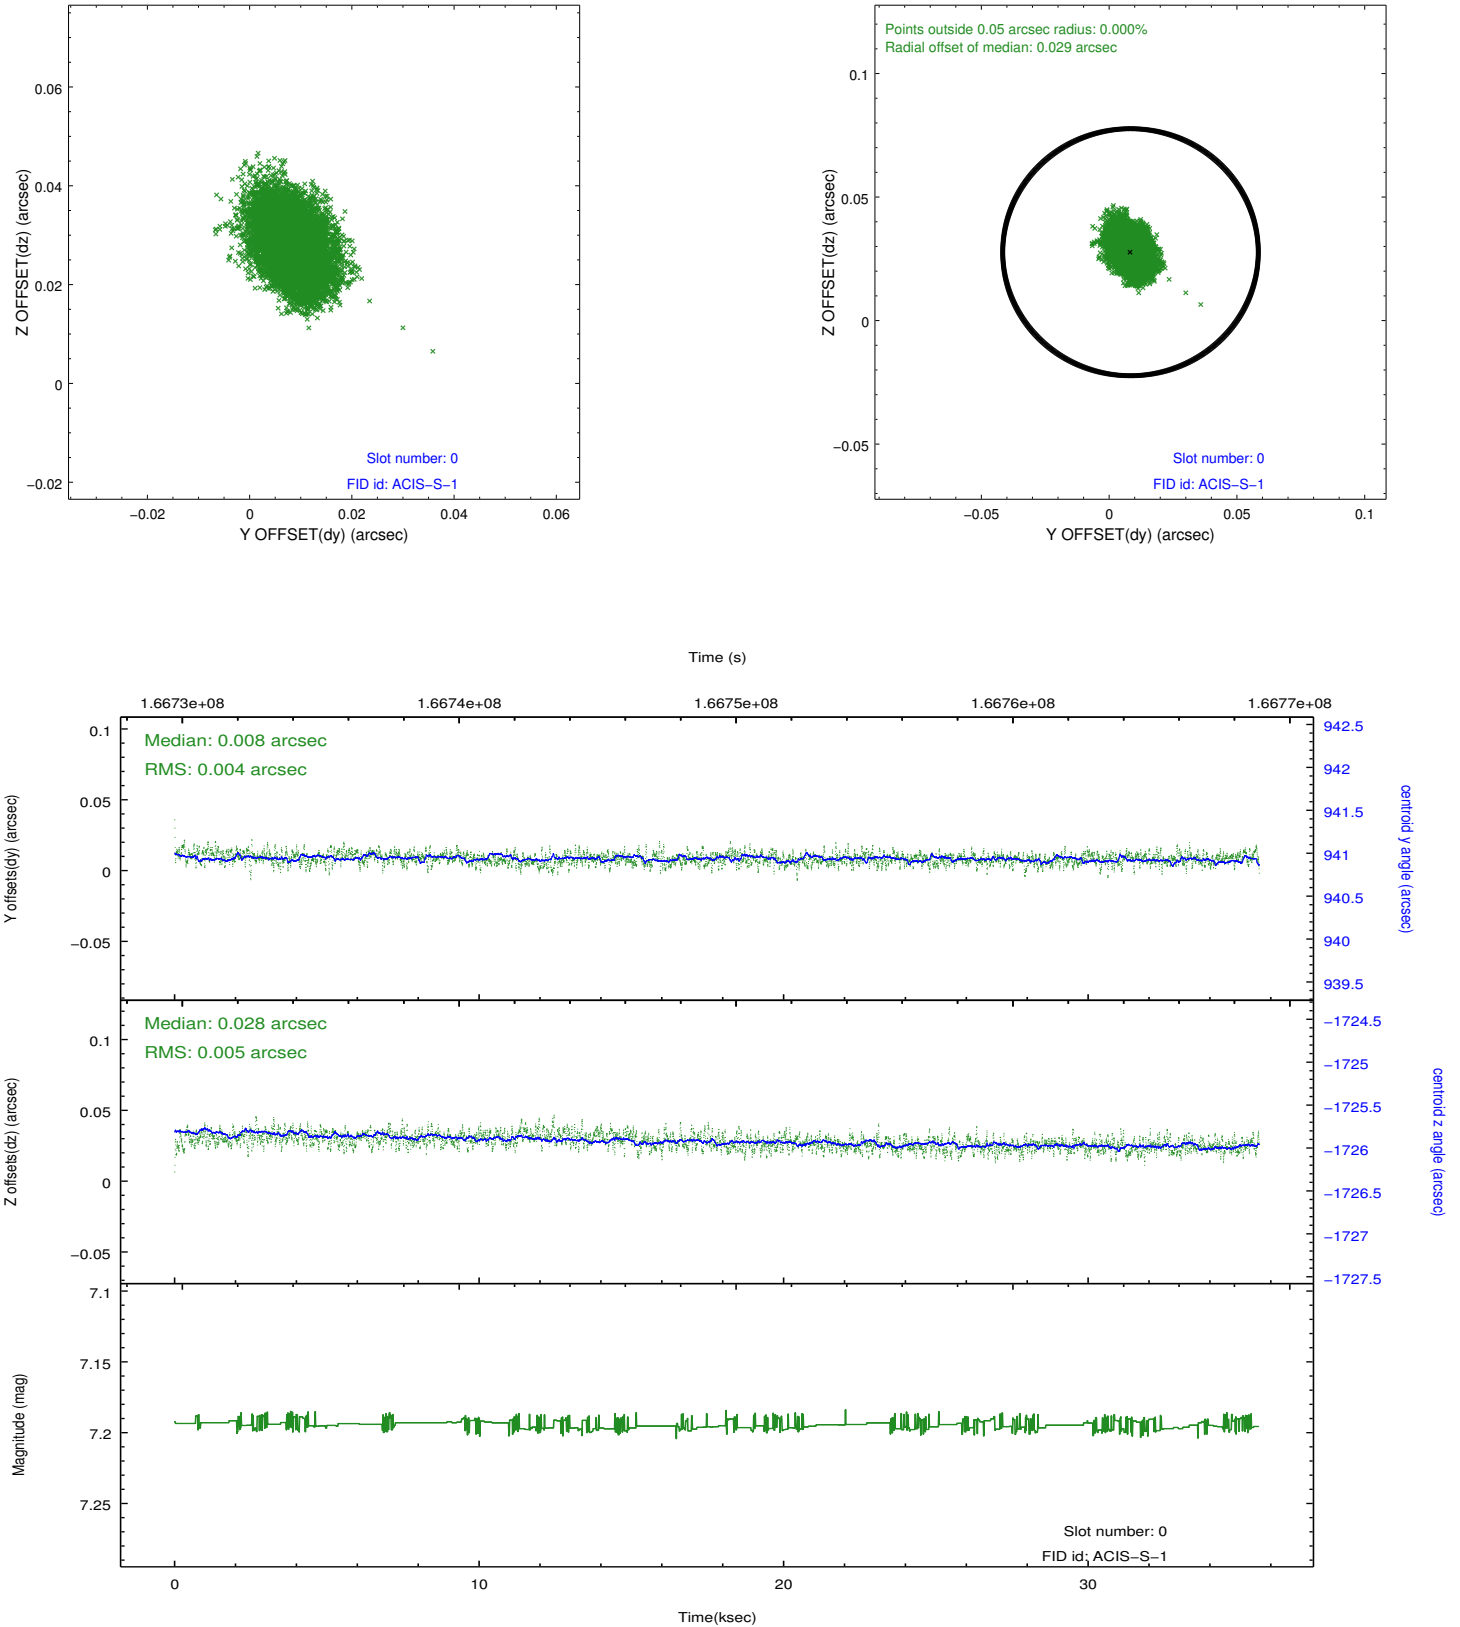 0.06
0.04
0.02
0
−0.02
Z OFFSET(dz) (arcsec)
Slot number: 0
FID id: ACIS−S−1
−0.02 0 0.02 0.04 0.06
Y OFFSET(dy) (arcsec)
Points outside 0.05 arcsec radius: 0.000%
Radial offset of median: 0.029 arcsec
0.1
0.05
0
−0.05
Z OFFSET(dz) (arcsec)
Slot number: 0
FID id: ACIS−S−1
−0.05 0 0.05 0.1
Y OFFSET(dy) (arcsec)
Time (s)
1.6673e+08 1.6674e+08 1.6675e+08 1.6676e+08 1.6677e+08
Median: 0.008 arcsec
RMS: 0.004 arcsec
0.1
0.05
0
−0.05
Y offsets(dy) (arcsec)
942.5
942
941.5
941
940.5
940
939.5
centroid y angle (arcsec)
Median: 0.028 arcsec
RMS: 0.005 arcsec
0.1
0.05
0
−0.05
Z offsets(dz) (arcsec)
−1724.5
−1725
−1725.5
−1726
−1726.5
−1727
−1727.5
centroid z angle (arcsec)
7.1
7.15
7.2
7.25
Magnitude (mag)
Slot number: 0
FID id: ACIS−S−1
0 10 20 30
Time(ksec)